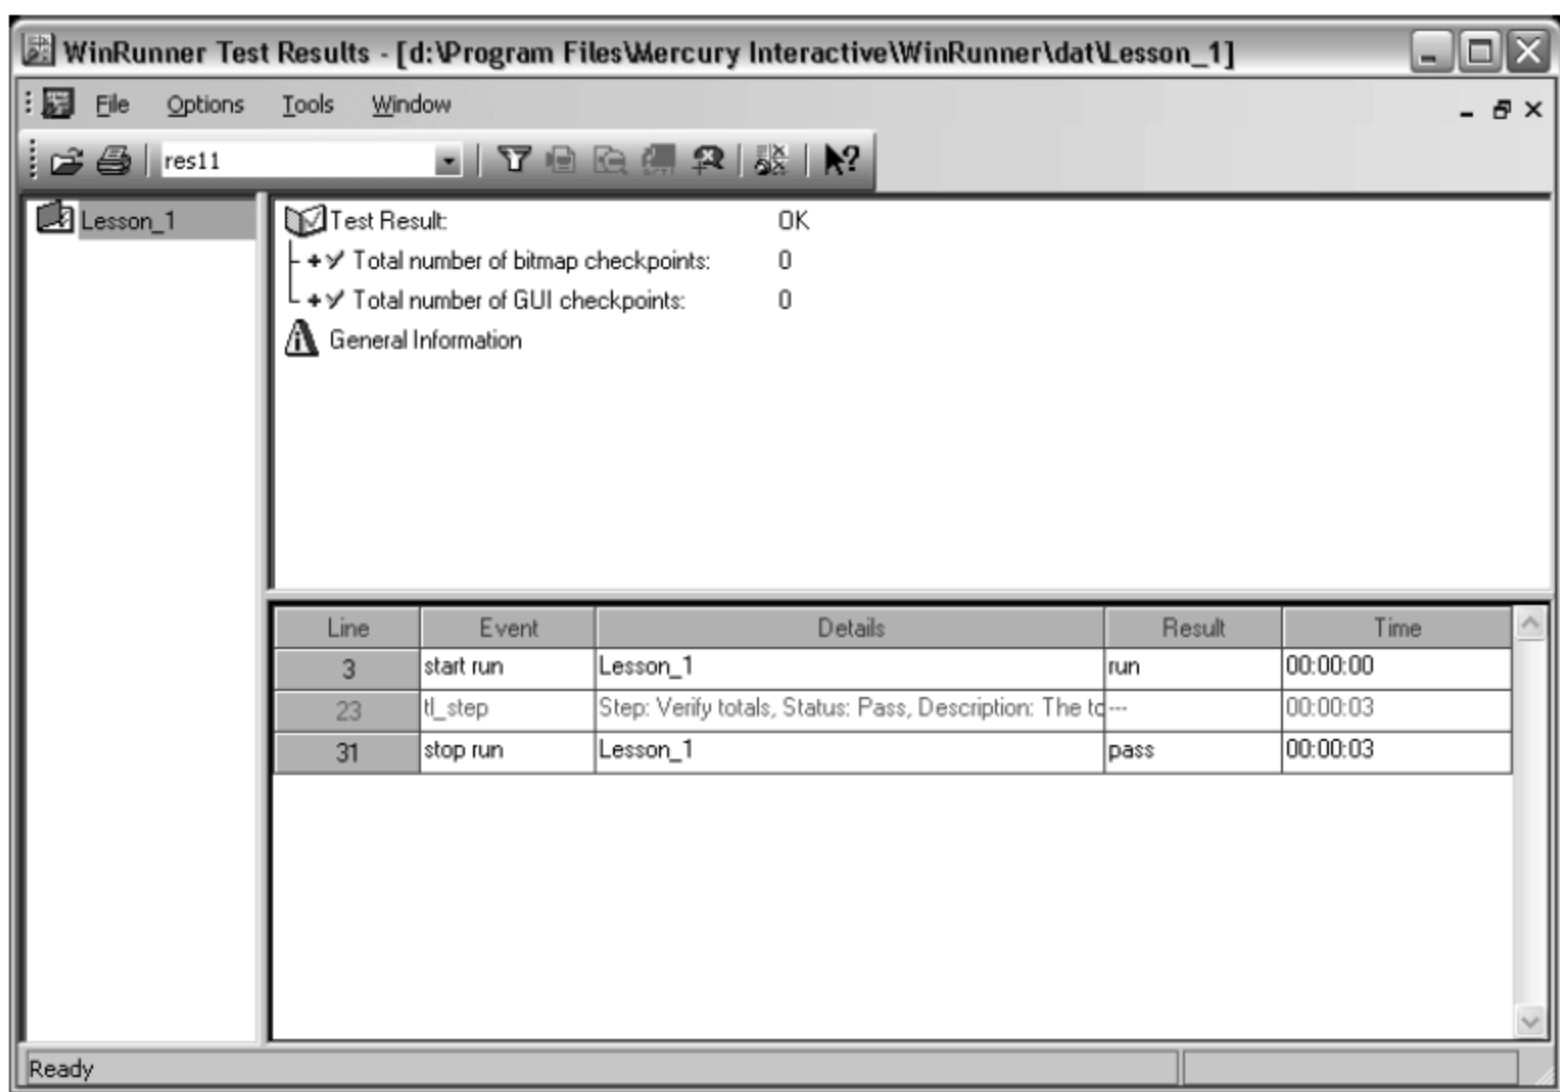 WinRunner Test Results - [d:\Program Files\Mercury Interactive\WinRunner\dat\Lesson_1]
File Options Tools Window
res11
Lesson_1
Test Result: OK
Total number of bitmap checkpoints: 0
Total number of GUI checkpoints: 0
General Information
Line Event Details Result Time
3 start run Lesson_1 run 00:00:00
23 tl_step Step: Verify totals, Status: Pass, Description: The to --- 00:00:03
31 stop run Lesson_1 pass 00:00:03
Ready